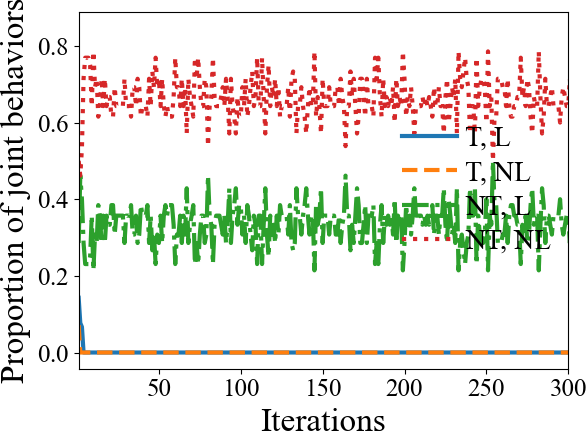 Proportion of joint behaviors
0.8
0.6
0.4
0.2
0.0
T, L
T, NL
NT, L
NT, NL
50
100
150
200
250
300
Iterations